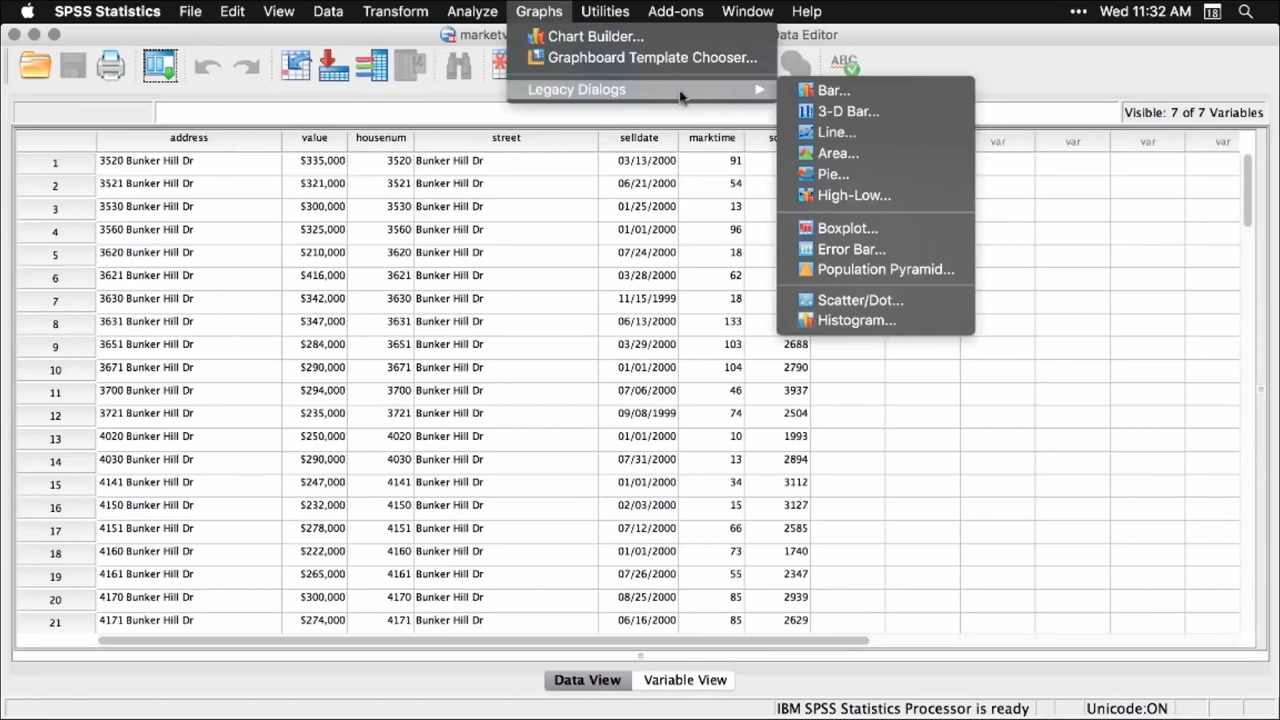 SPSS Statistics File Edit View Data Transform Analyze Graphs Utilities Add-ons Window Help ••• Wed 11:32 AM 18
Data Editor
Chart Builder...
Graphboard Template Chooser...
Legacy Dialogs
ABC
Bar...
3-D Bar...
Line...
Area...
Pie...
High-Low...
Boxplot...
Error Bar...
Population Pyramid...
Scatter/Dot...
Histogram...
Visible: 7 of 7 Variables
address value housenum street selldate marktime var var var var
1 3520 Bunker Hill Dr $335,000 3520 Bunker Hill Dr 03/13/2000 91
2 3521 Bunker Hill Dr $321,000 3521 Bunker Hill Dr 06/21/2000 54
3 3530 Bunker Hill Dr $300,000 3530 Bunker Hill Dr 01/25/2000 13
4 3560 Bunker Hill Dr $325,000 3560 Bunker Hill Dr 01/01/2000 96
5 3620 Bunker Hill Dr $210,000 3620 Bunker Hill Dr 07/24/2000 18
6 3621 Bunker Hill Dr $416,000 3621 Bunker Hill Dr 03/28/2000 62
7 3630 Bunker Hill Dr $342,000 3630 Bunker Hill Dr 11/15/1999 18
8 3631 Bunker Hill Dr $347,000 3631 Bunker Hill Dr 06/13/2000 133
9 3651 Bunker Hill Dr $284,000 3651 Bunker Hill Dr 03/29/2000 103 2688
10 3671 Bunker Hill Dr $290,000 3671 Bunker Hill Dr 01/01/2000 104 2790
11 3700 Bunker Hill Dr $294,000 3700 Bunker Hill Dr 07/06/2000 46 3937
12 3721 Bunker Hill Dr $235,000 3721 Bunker Hill Dr 09/08/1999 74 2504
13 4020 Bunker Hill Dr $250,000 4020 Bunker Hill Dr 01/01/2000 10 1993
14 4030 Bunker Hill Dr $290,000 4030 Bunker Hill Dr 07/31/2000 13 2894
15 4141 Bunker Hill Dr $247,000 4141 Bunker Hill Dr 01/01/2000 34 3112
16 4150 Bunker Hill Dr $232,000 4150 Bunker Hill Dr 02/03/2000 15 3127
17 4151 Bunker Hill Dr $278,000 4151 Bunker Hill Dr 07/12/2000 66 2585
18 4160 Bunker Hill Dr $222,000 4160 Bunker Hill Dr 01/01/2000 73 1740
19 4161 Bunker Hill Dr $265,000 4161 Bunker Hill Dr 07/26/2000 55 2347
20 4170 Bunker Hill Dr $300,000 4170 Bunker Hill Dr 08/25/2000 85 2939
21 4171 Bunker Hill Dr $274,000 4171 Bunker Hill Dr 06/16/2000 85 2629
Data View Variable View
IBM SPSS Statistics Processor is ready Unicode:ON